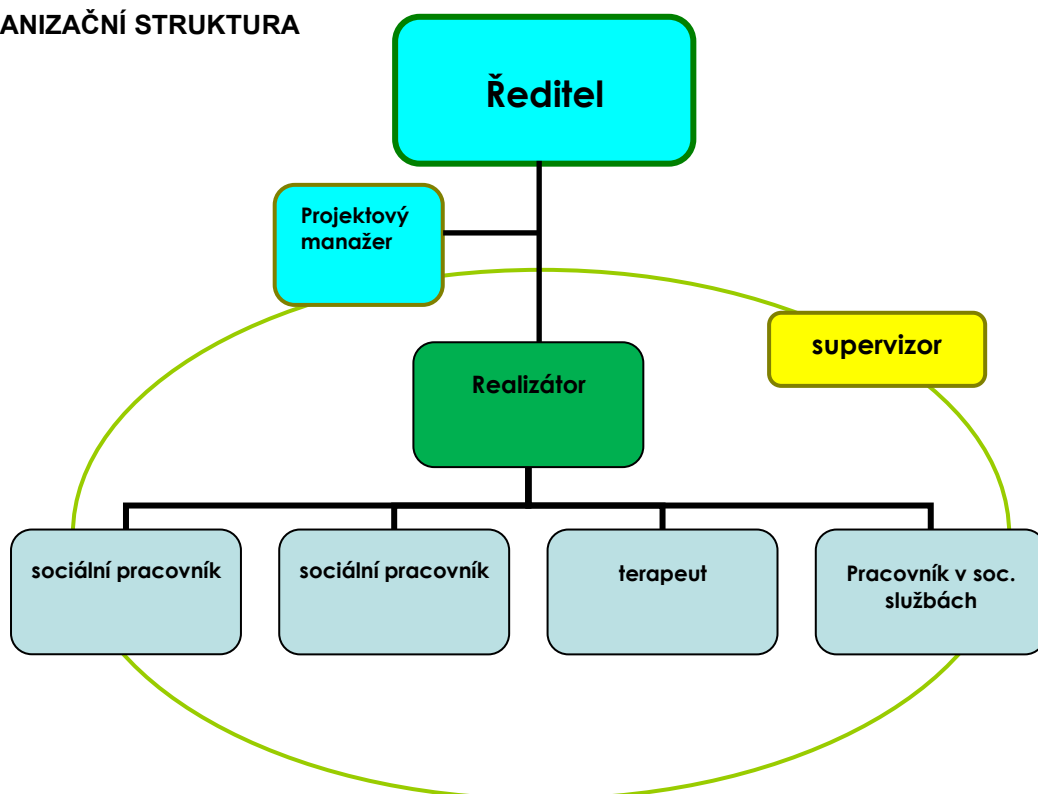 ANIZAČNÍ STRUKTURA
Ředitel
Projektový
manažer
supervizor
Realizátor
sociální pracovník
sociální pracovník
terapeut
Pracovník v soc.
službách